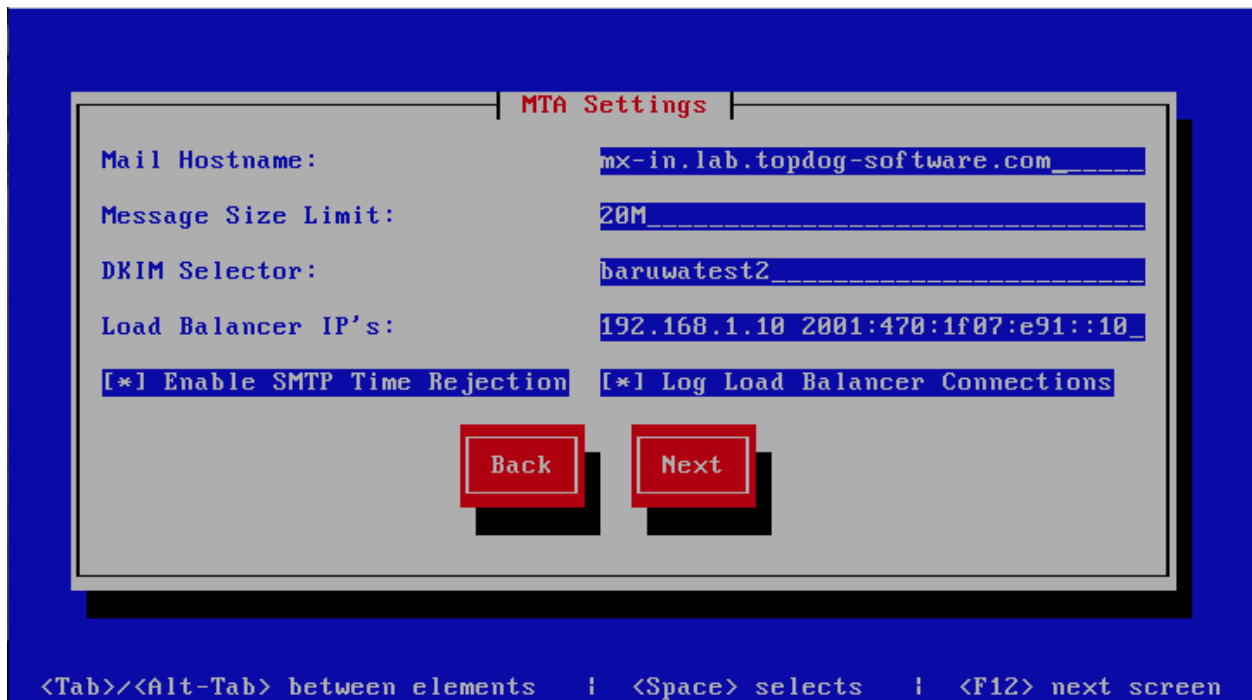 MTA Settings
Mail Hostname: mx-in.lab.topdog-software.com_____
Message Size Limit: 20M________________________________
DKIM Selector: baruwatest2________________________
Load Balancer IP's: 192.168.1.10 2001:470:1f07:e91::10_
[*] Enable SMTP Time Rejection [*] Log Load Balancer Connections
Back Next
<Tab>/<Alt-Tab> between elements | <Space> selects | <F12> next screen